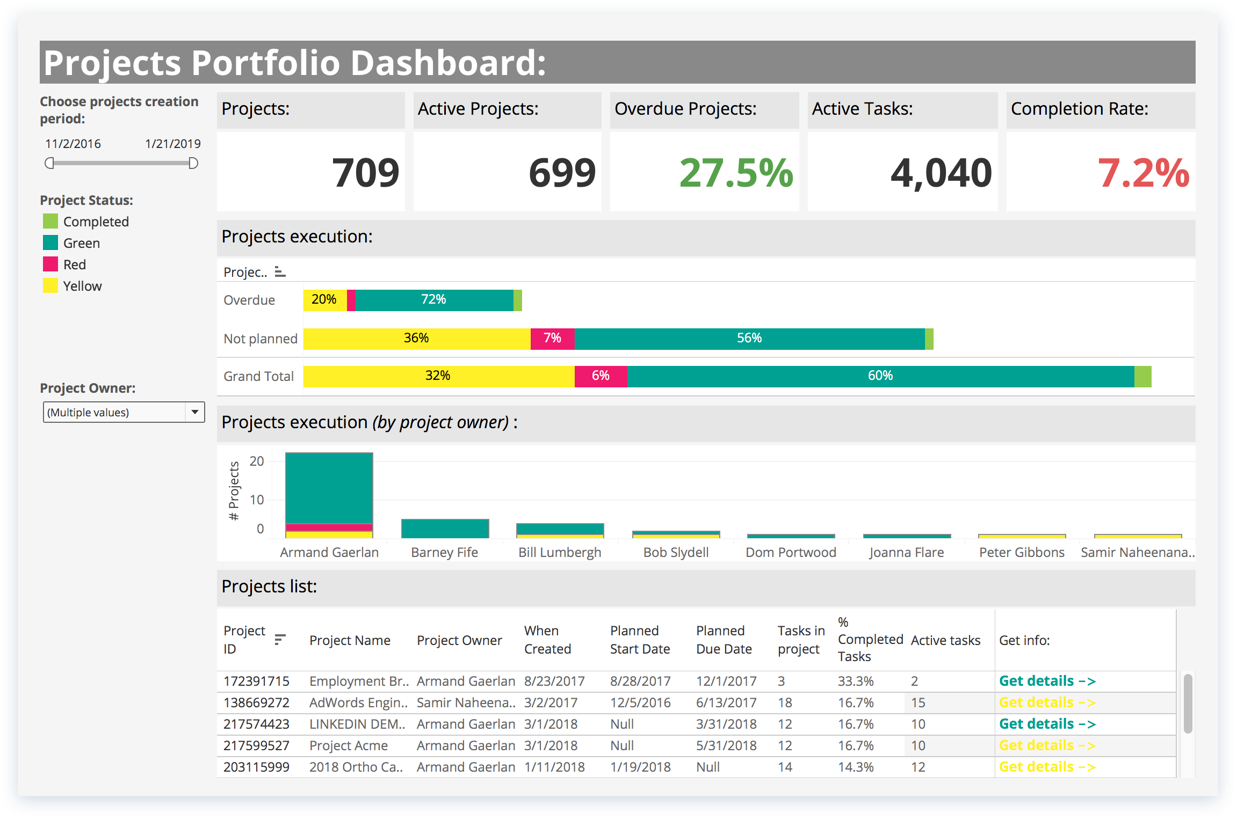 Projects Portfolio Dashboard:
Choose projects creation
period:
11/2/2016 1/21/2019
Project Status:
Completed
Green
Red
Yellow
Project Owner:
(Multiple values)
Projects: Active Projects: Overdue Projects: Active Tasks: Completion Rate:
709 699 27.5% 4,040 7.2%
Projects execution:
Projec..
Overdue 20% 72%
Not planned 36% 7% 56%
Grand Total 32% 6% 60%
Projects execution (by project owner) :
# Projects
20
10
0
Armand Gaerlan Barney Fife Bill Lumbergh Bob Slydell Dom Portwood Joanna Flare Peter Gibbons Samir Naheenana..
Projects list:
Project ID Project Name Project Owner When Created Planned Start Date Planned Due Date Tasks in project % Completed Tasks Active tasks Get info:
172391715 Employment Br.. Armand Gaerlan 8/23/2017 8/28/2017 12/1/2017 3 33.3% 2 Get details –>
138669272 AdWords Engin.. Samir Naheena.. 3/2/2017 12/5/2016 6/13/2017 18 16.7% 15 Get details –>
217574423 LINKEDIN DEM.. Armand Gaerlan 3/1/2018 Null 3/31/2018 12 16.7% 10 Get details –>
217599527 Project Acme Armand Gaerlan 3/1/2018 Null 5/31/2018 12 16.7% 10 Get details –>
203115999 2018 Ortho Ca.. Armand Gaerlan 1/11/2018 1/19/2018 Null 14 14.3% 12 Get details –>